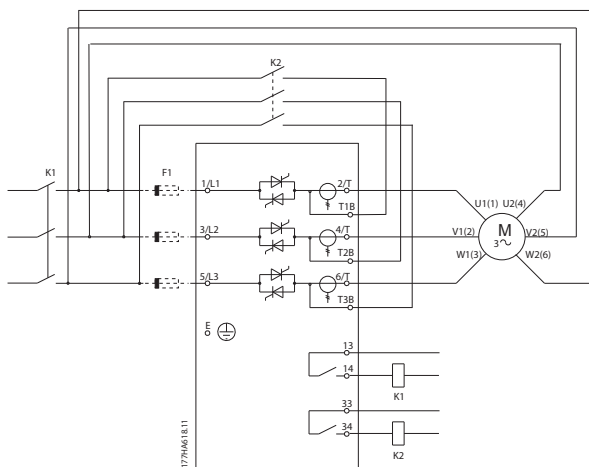 K2
K1
F1
1/L1
2/T
T1B
U1(1) U2(4)
3/L2
4/T
T2B
V1(2)
M
3
V2(5)
W1(3)
W2(6)
5/L3
6/T
T3B
E
13
14
K1
33
34
K2
177HA618.11